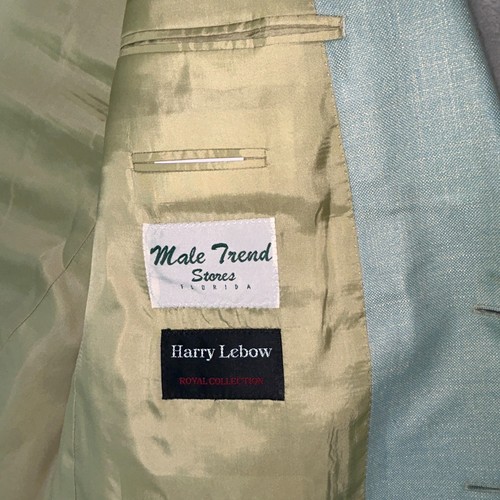 Male Trend
Stores
FLORIDA
Harry Lebow
ROYAL COLLECTION